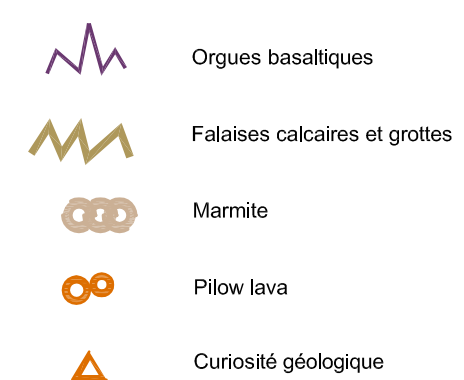 Orgues basaltiques
Falaises calcaires et grottes
Marmite
Pilow lava
Curiosité géologique